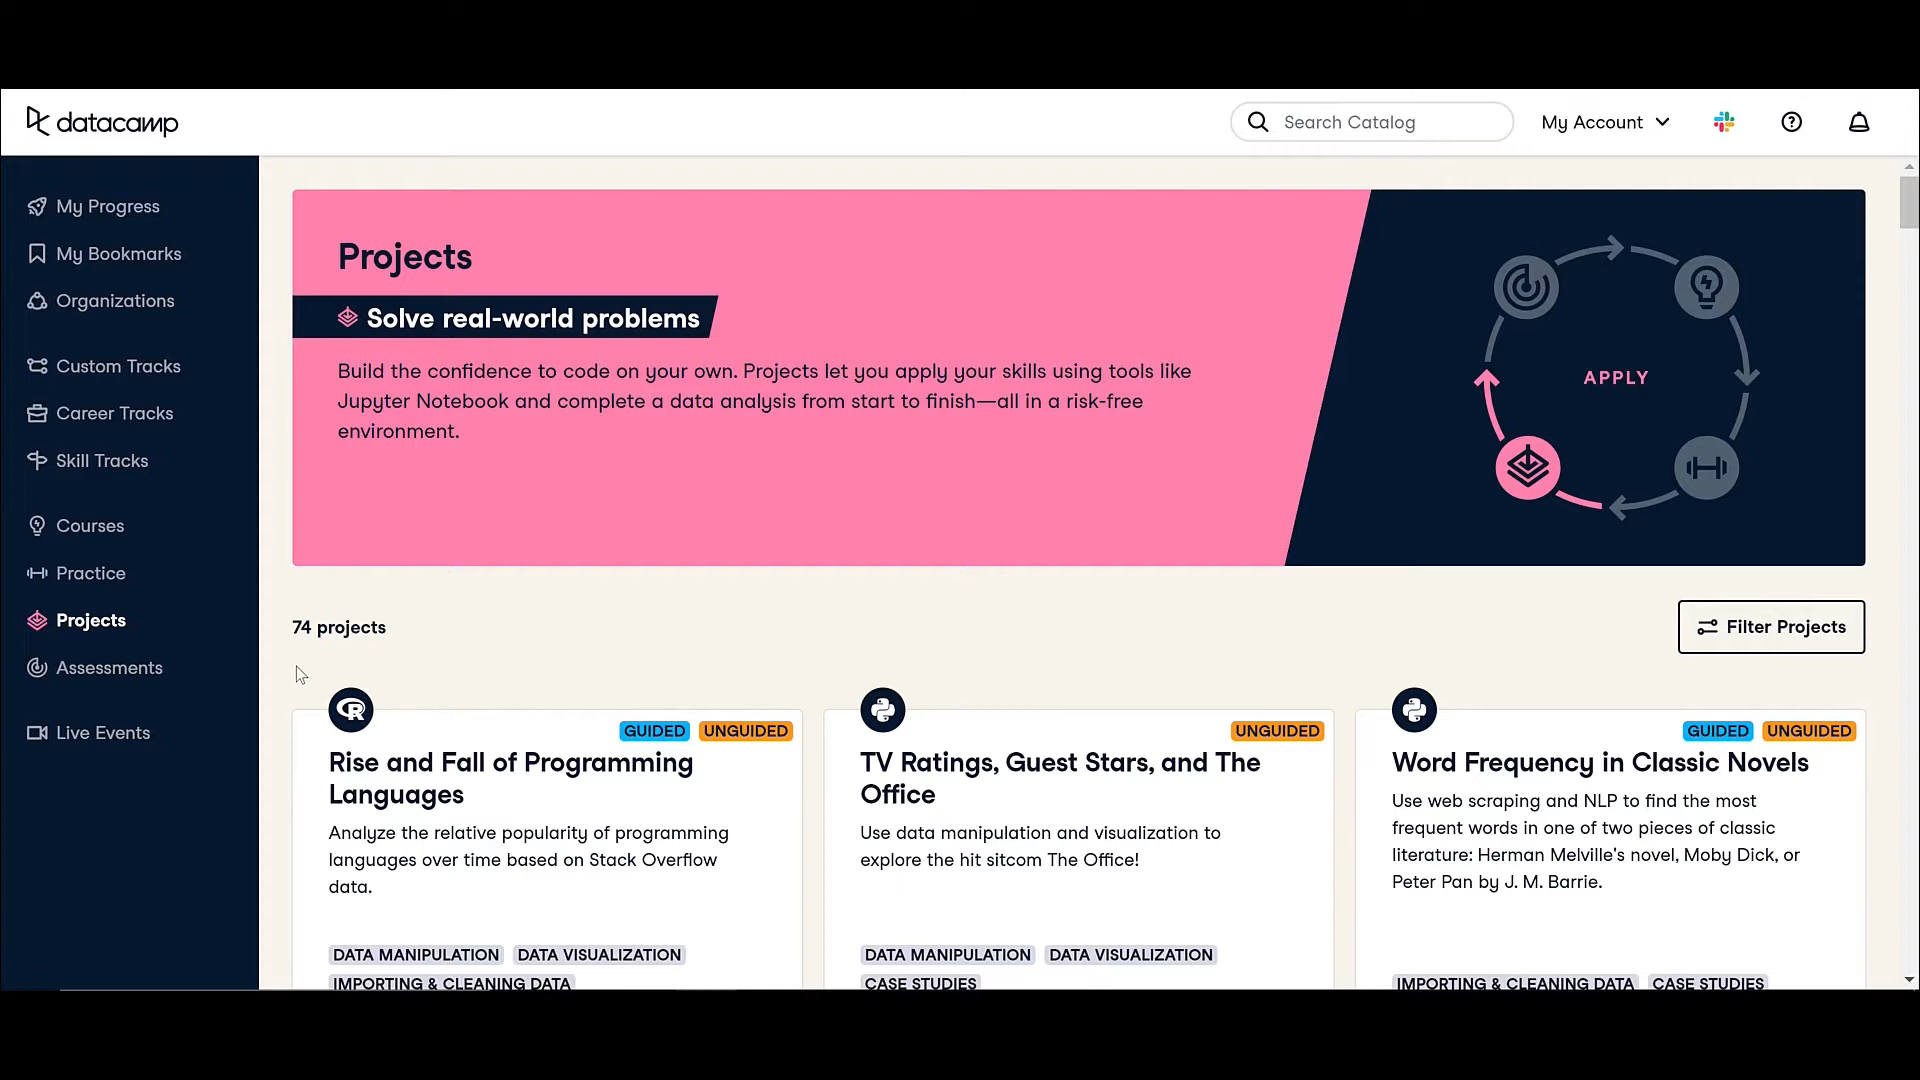 datacamp
Search Catalog
My Account
My Progress
My Bookmarks
Organizations
Custom Tracks
Career Tracks
Skill Tracks
Courses
Practice
Projects
Assessments
Live Events
Projects
Solve real-world problems
Build the confidence to code on your own. Projects let you apply your skills using tools like
Jupyter Notebook and complete a data analysis from start to finish—all in a risk-free
environment.
APPLY
74 projects
Filter Projects
GUIDED UNGUIDED
Rise and Fall of Programming
Languages
Analyze the relative popularity of programming
languages over time based on Stack Overflow
data.
DATA MANIPULATION DATA VISUALIZATION
IMPORTING & CLEANING DATA
UNGUIDED
TV Ratings, Guest Stars, and The
Office
Use data manipulation and visualization to
explore the hit sitcom The Office!
DATA MANIPULATION DATA VISUALIZATION
CASE STUDIES
GUIDED UNGUIDED
Word Frequency in Classic Novels
Use web scraping and NLP to find the most
frequent words in one of two pieces of classic
literature: Herman Melville's novel, Moby Dick, or
Peter Pan by J. M. Barrie.
IMPORTING & CLEANING DATA CASE STUDIES